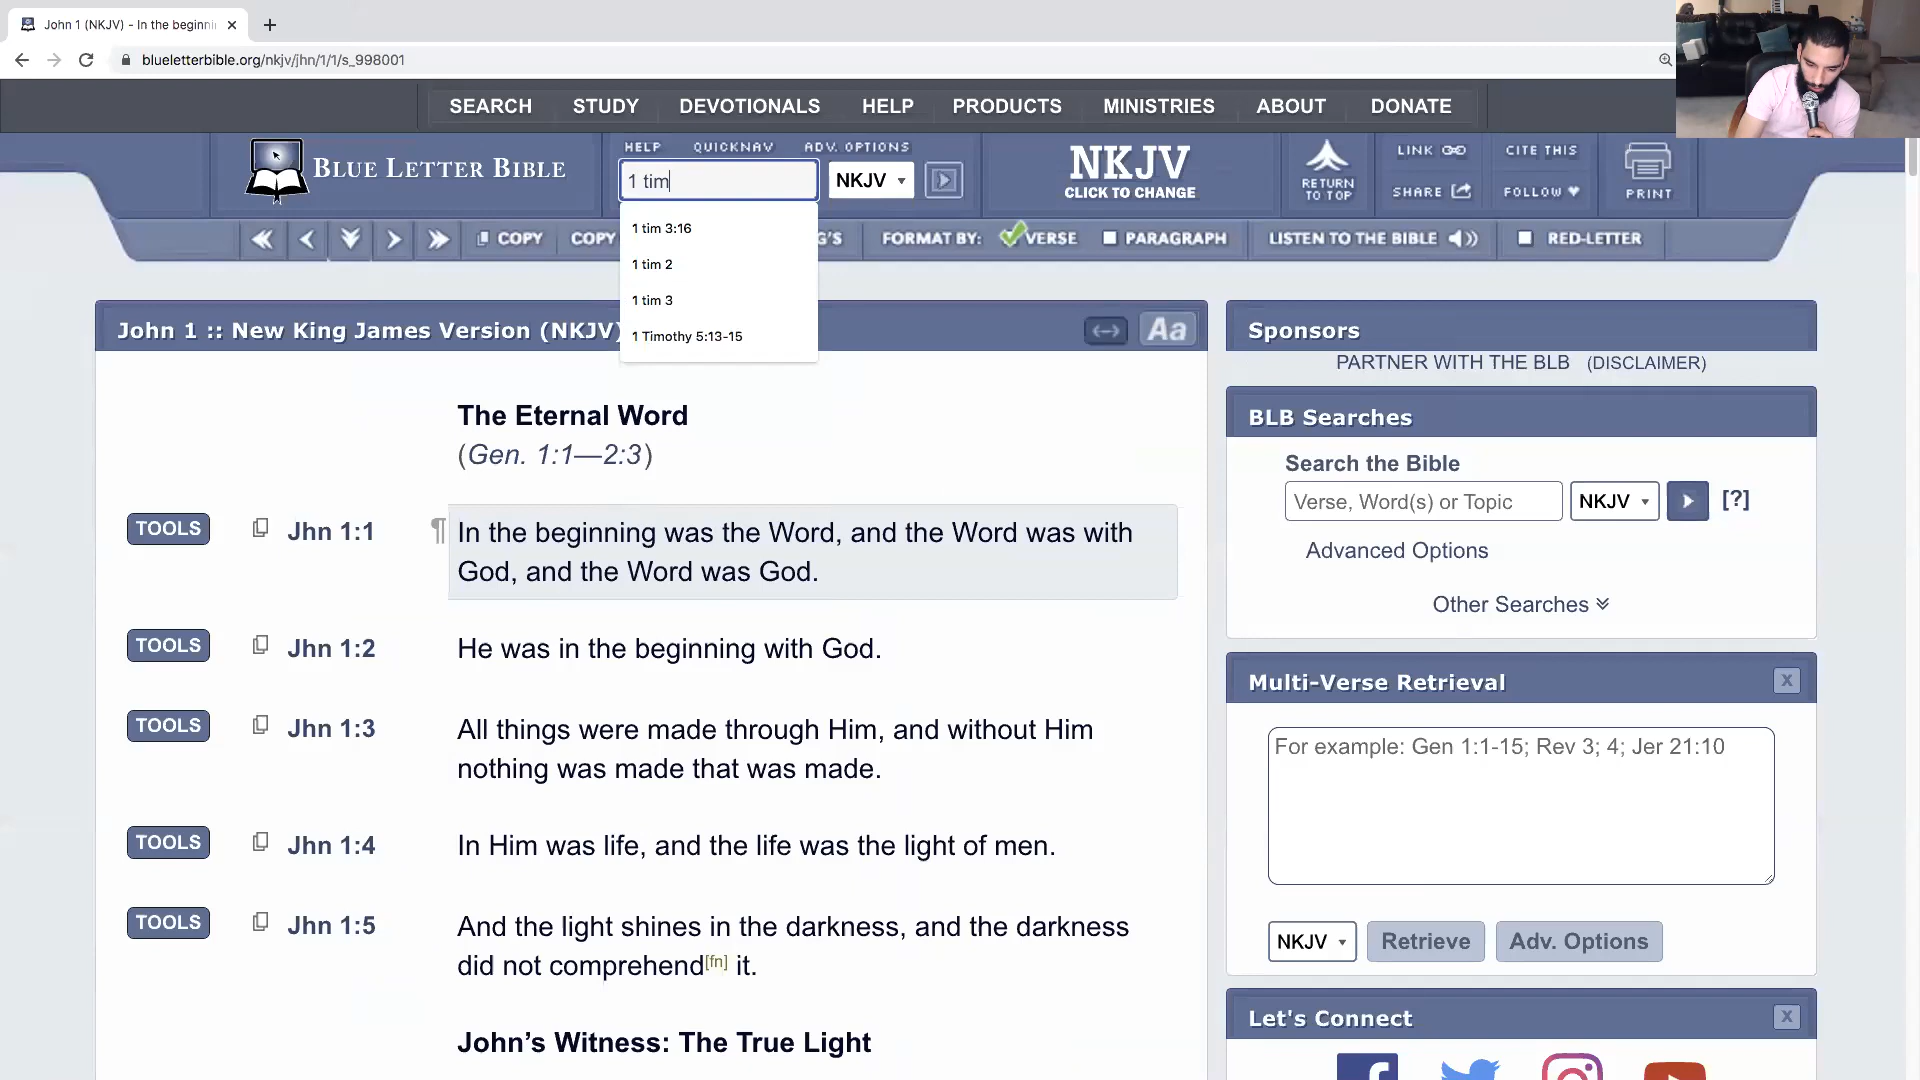 John 1 (NKJV) - In the beginni
blueletterbible.org/nkjv/jhn/1/1/s_998001
SEARCH STUDY DEVOTIONALS HELP PRODUCTS MINISTRIES ABOUT DONATE
HELP QUICKNAV ADV. OPTIONS
BLUE LETTER BIBLE
1 tim
NKJV
NKJV
CLICK TO CHANGE
RETURN
TO TOP
LINK
CITE THIS
SHARE
FOLLOW
PRINT
1 tim 3:16
1 tim 2
1 tim 3
1 Timothy 5:13-15
COPY COPY G'S FORMAT BY: VERSE PARAGRAPH LISTEN TO THE BIBLE RED-LETTER
John 1 :: New King James Version (NKJV)
Aa
The Eternal Word
(Gen. 1:1—2:3)
TOOLS Jhn 1:1 ¶ In the beginning was the Word, and the Word was with
God, and the Word was God.
TOOLS Jhn 1:2 He was in the beginning with God.
TOOLS Jhn 1:3 All things were made through Him, and without Him
nothing was made that was made.
TOOLS Jhn 1:4 In Him was life, and the life was the light of men.
TOOLS Jhn 1:5 And the light shines in the darkness, and the darkness
did not comprehend[fn] it.
John’s Witness: The True Light
Sponsors
PARTNER WITH THE BLB (DISCLAIMER)
BLB Searches
Search the Bible
Verse, Word(s) or Topic NKJV [?]
Advanced Options
Other Searches
Multi-Verse Retrieval X
For example: Gen 1:1-15; Rev 3; 4; Jer 21:10
NKJV Retrieve Adv. Options
Let's Connect X